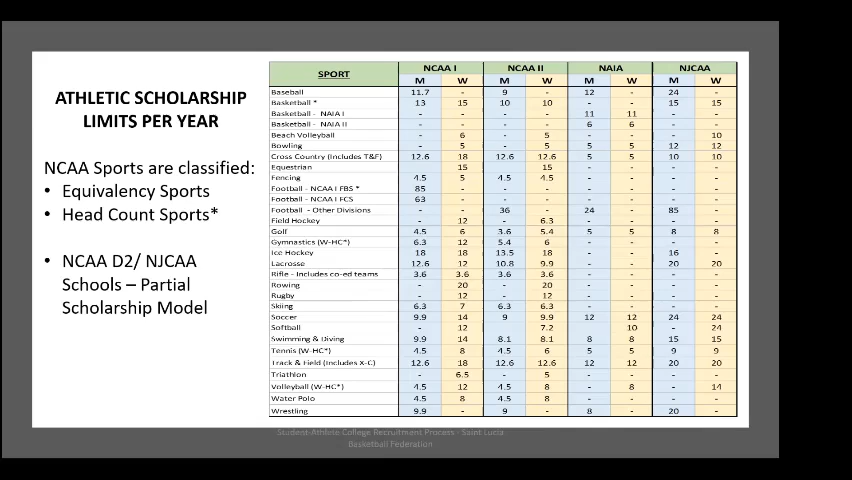 ATHLETIC SCHOLARSHIP
LIMITS PER YEAR
NCAA Sports are classified:
• Equivalency Sports
• Head Count Sports*
• NCAA D2/ NJCAA
Schools – Partial
Scholarship Model
SPORT NCAA I NCAA II NAIA NJCAA
M W M W M W M W
Baseball 11.7 - 9 - 12 - 24 -
Basketball * 13 15 10 10 - - 15 15
Basketball - NAIA I - - - - 11 11 - -
Basketball - NAIA II - - - - 6 6 - -
Beach Volleyball - 6 - 5 - - - 10
Bowling - 5 - 5 5 5 12 12
Cross Country (Includes T&F) 12.6 18 12.6 12.6 5 5 10 10
Equestrian 15 15 - - - -
Fencing 4.5 5 4.5 4.5 - - - -
Football - NCAA I FBS * 85 - - - - - - -
Football - NCAA I FCS 63 - - - - - - -
Football - Other Divisions - - 36 - 24 - 85 -
Field Hockey - 12 - 6.3 - - - -
Golf 4.5 6 3.6 5.4 5 5 8 8
Gymnastics (W-HC*) 6.3 12 5.4 6 - - - -
Ice Hockey 18 18 13.5 18 - - 16 -
Lacrosse 12.6 12 10.8 9.9 - - 20 20
Rifle - Includes co-ed teams 3.6 3.6 3.6 3.6 - - - -
Rowing - 20 - 20 - - - -
Rugby - 12 - 12 - - - -
Skiing 6.3 7 6.3 6.3 - - - -
Soccer 9.9 14 9 9.9 12 12 24 24
Softball - 12 7.2 10 - 24
Swimming & Diving 9.9 14 8.1 8.1 8 8 15 15
Tennis (W-HC*) 4.5 8 4.5 6 5 5 9 9
Track & Field (Includes X-C) 12.6 18 12.6 12.6 12 12 20 20
Triathlon - 6.5 - 5 - - - -
Volleyball (W-HC*) 4.5 12 4.5 8 - 8 - 14
Water Polo 4.5 8 4.5 8 - - - -
Wrestling 9.9 - 9 - 8 - 20 -
Student-Athlete College Recruitment Process - Saint Lucia
Basketball Federation